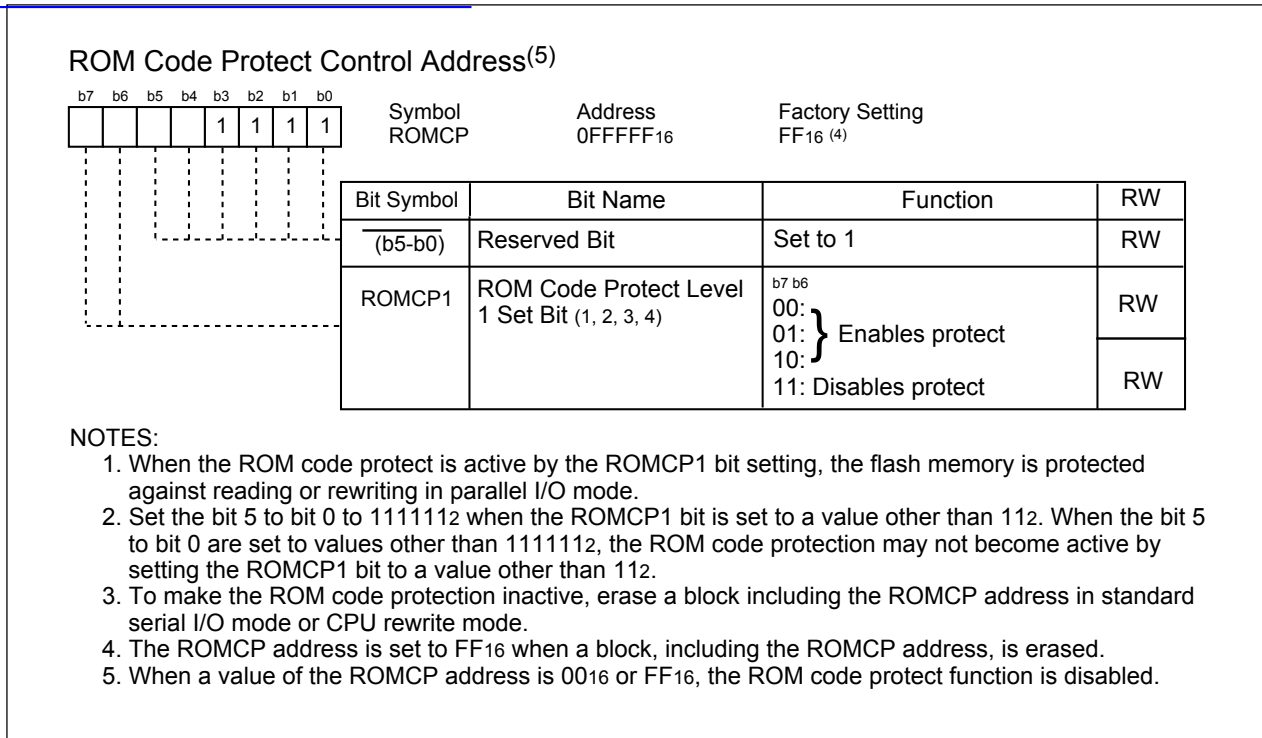 ROM Code Protect Control Address(5)
b7 b6 b5 b4 b3 b2 b1 b0
1 1 1 1
Symbol Address Factory Setting
ROMCP 0FFFFF16 FF16 (4)
Bit Symbol Bit Name Function RW
(b5-b0) Reserved Bit Set to 1 RW
ROMCP1 ROM Code Protect Level
1 Set Bit (1, 2, 3, 4)
b7 b6
00:
01: } Enables protect
10:
11: Disables protect
RW
RW
NOTES:
1. When the ROM code protect is active by the ROMCP1 bit setting, the flash memory is protected
against reading or rewriting in parallel I/O mode.
2. Set the bit 5 to bit 0 to 1111112 when the ROMCP1 bit is set to a value other than 112. When the bit 5
to bit 0 are set to values other than 1111112, the ROM code protection may not become active by
setting the ROMCP1 bit to a value other than 112.
3. To make the ROM code protection inactive, erase a block including the ROMCP address in standard
serial I/O mode or CPU rewrite mode.
4. The ROMCP address is set to FF16 when a block, including the ROMCP address, is erased.
5. When a value of the ROMCP address is 0016 or FF16, the ROM code protect function is disabled.